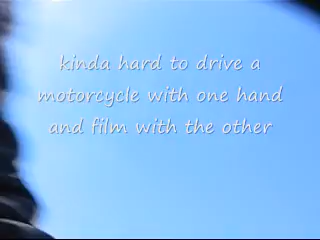 kinda hard to drive a
motorcycle with one hand
and film with the other